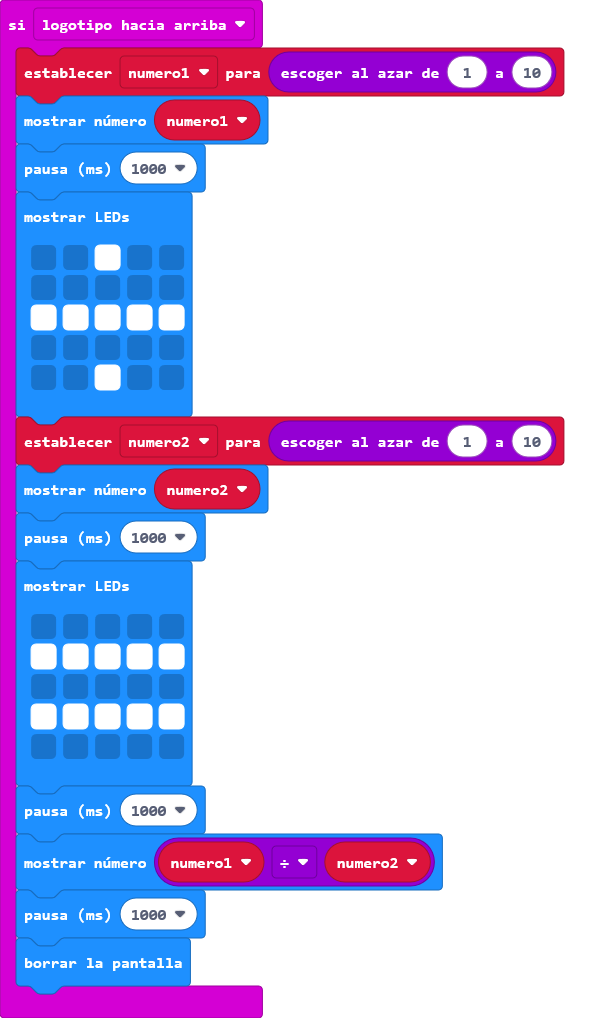 si logotipo hacia arriba
establecer numero1 para escoger al azar de 1 a 10
mostrar número numero1
pausa (ms) 1000
mostrar LEDs
establecer numero2 para escoger al azar de 1 a 10
mostrar número numero2
pausa (ms) 1000
mostrar LEDs
pausa (ms) 1000
mostrar número numero1 ÷ numero2
pausa (ms) 1000
borrar la pantalla